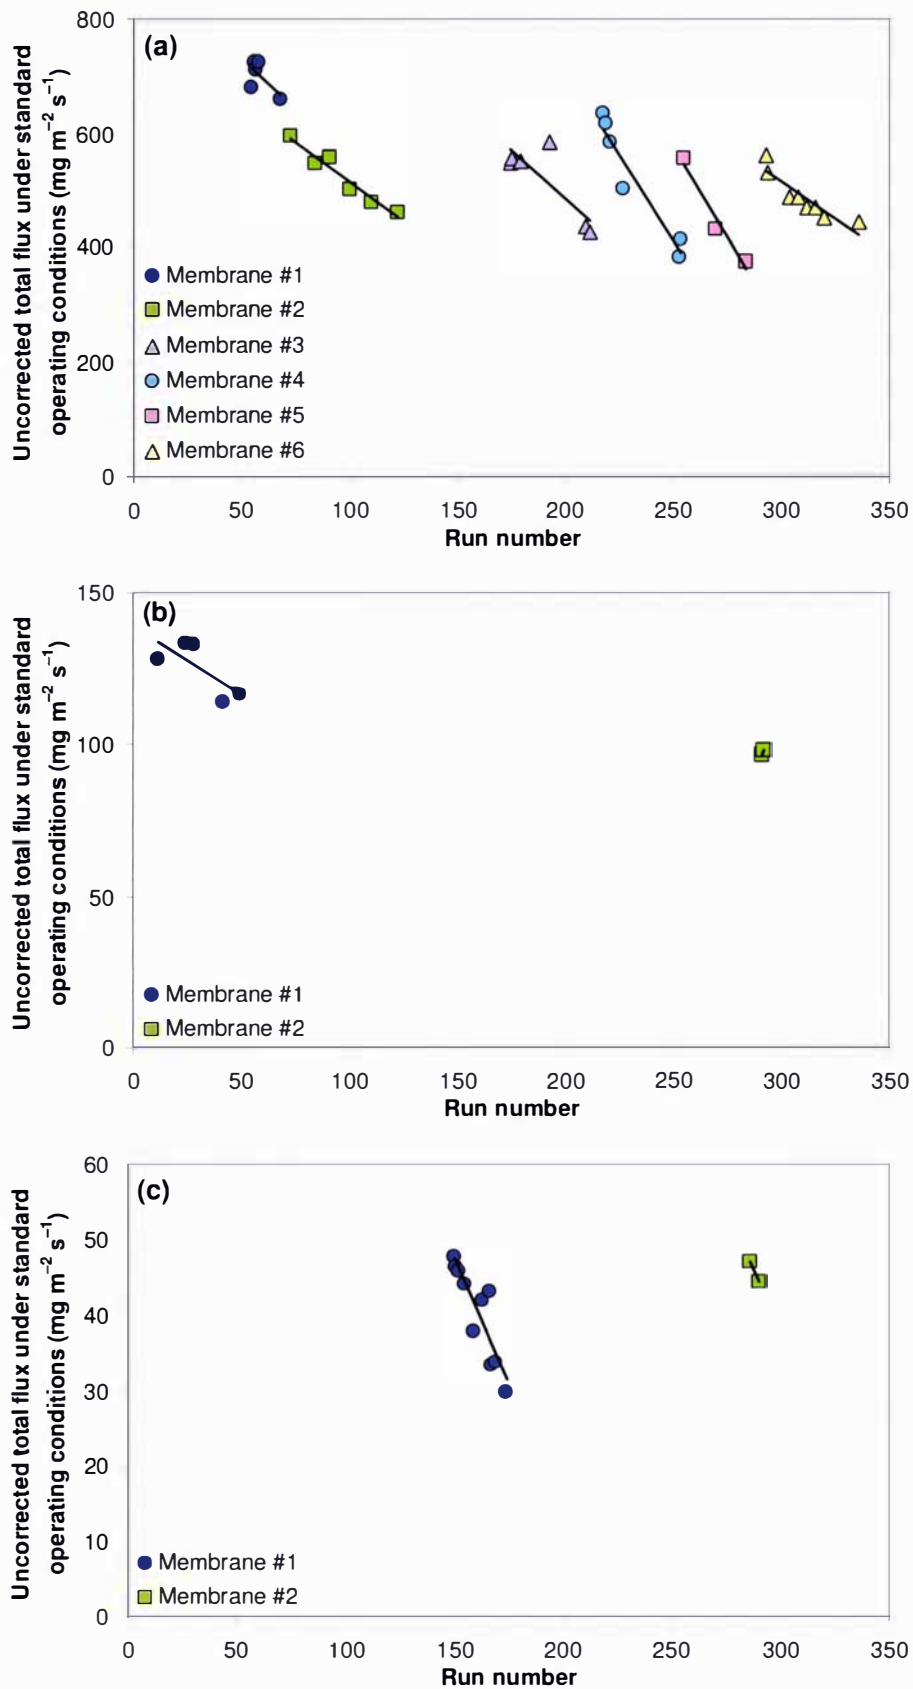 (a)
Uncorrected total flux under standard
operating conditions (mg m⁻² s⁻¹)
800
600
400
200
0
Membrane #1
Membrane #2
Membrane #3
Membrane #4
Membrane #5
Membrane #6
0 50 100 150 200 250 300 350
Run number
(b)
Uncorrected total flux under standard
operating conditions (mg m⁻² s⁻¹)
150
100
50
0
Membrane #1
Membrane #2
0 50 100 150 200 250 300 350
Run number
(c)
Uncorrected total flux under standard
operating conditions (mg m⁻² s⁻¹)
60
50
40
30
20
10
0
Membrane #1
Membrane #2
0 50 100 150 200 250 300 350
Run number